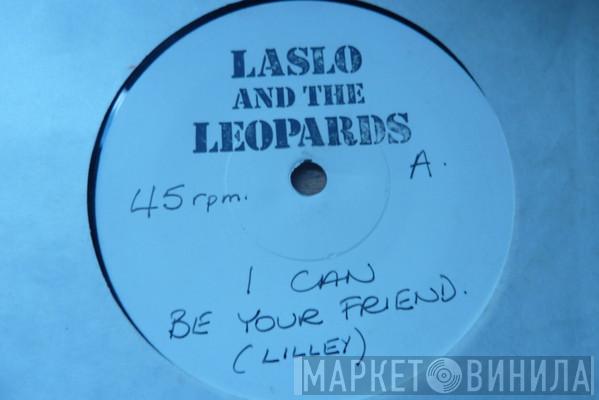 LASLO
AND THE
LEOPARDS
45 rpm.
A.
I CAN
BE YOUR FRIEND.
(LILLEY)
МАРКЕТ ВИНИЛА